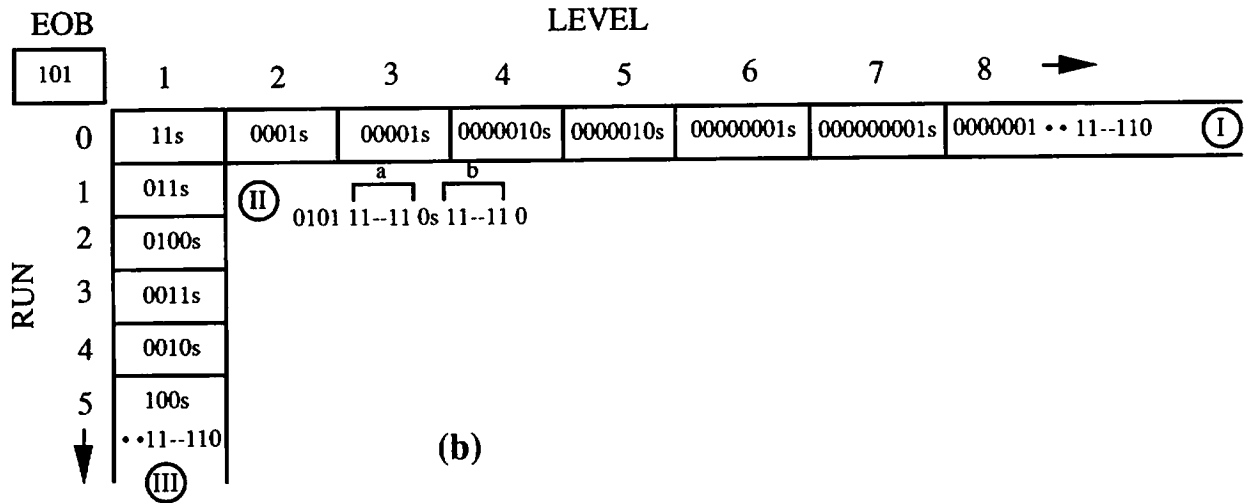 EOB LEVEL
101 1 2 3 4 5 6 7 8
0 11s 0001s 00001s 0000010s 0000010s 00000001s 000000001s 0000001 •• 11--110 I
1 011s II a b
0101 11--11 0s 11--11 0
2 0100s
RUN
3 0011s
4 0010s
5 100s
••11--110 (b)
III